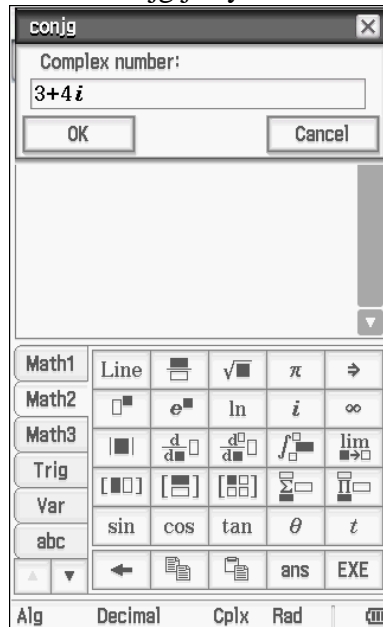 conjg
Complex number:
3+4i
OK Cancel
Math1 Line √ π ⇒
Math2 e ln i ∞
Math3 | | d/d d/d ∫ lim
Trig [ ] [ ] [ ] Σ Π
Var sin cos tan θ t
abc
ans EXE
Alg Decimal Cplx Rad